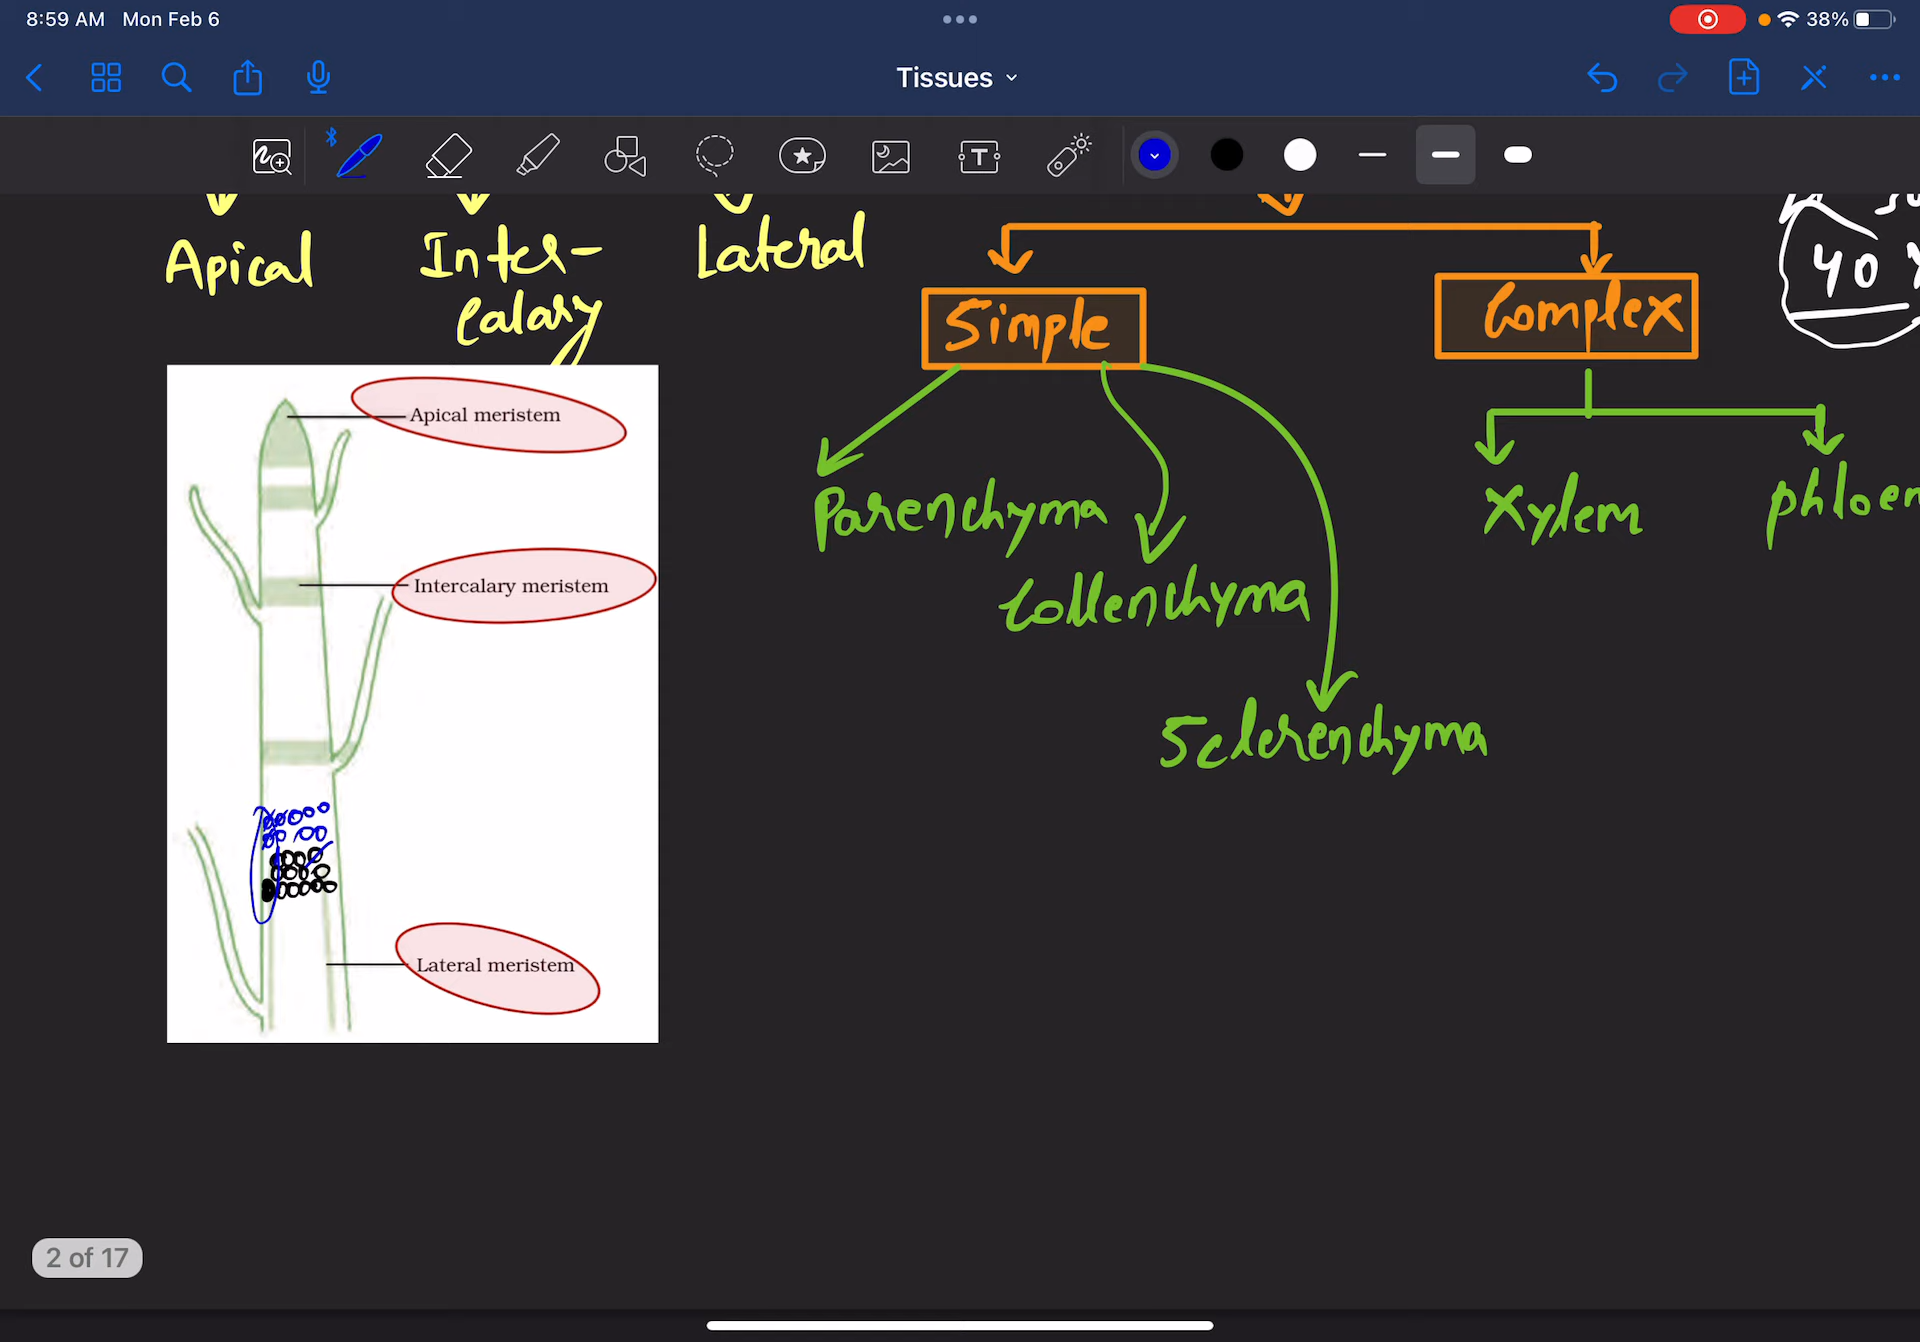 8:59 AM Mon Feb 6
38%
Tissues
T
Apical
Inter-
calary
Lateral
Simple
Complex
40
Parenchyma
Collenchyma
Sclerenchyma
Xylem
phloem
Apical meristem
Intercalary meristem
Lateral meristem
2 of 17